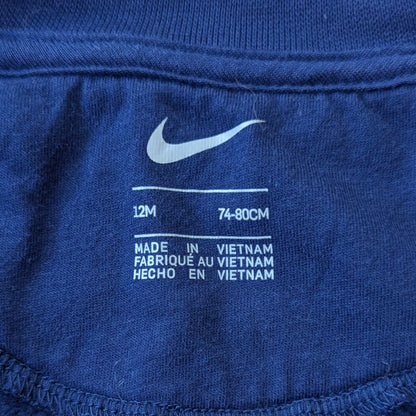 12M 74-80CM
MADE IN VIETNAM
FABRIQUÉ AU VIETNAM
HECHO EN VIETNAM